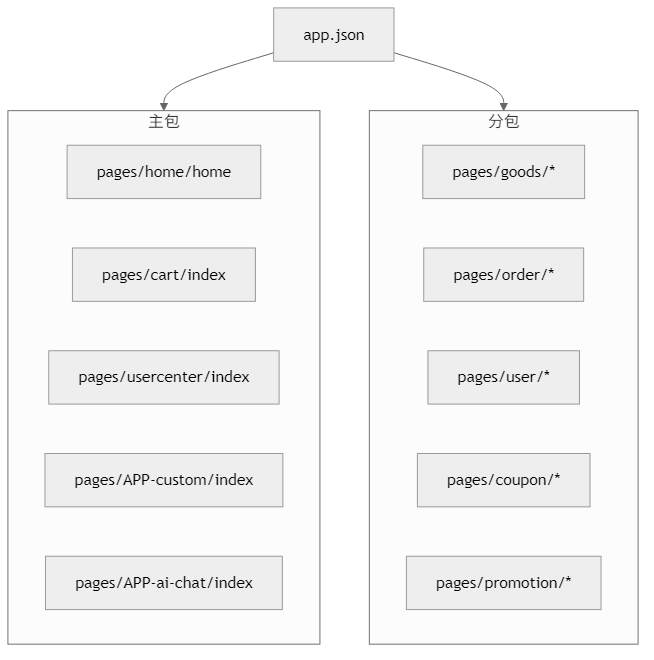 app.json
主包
pages/home/home
pages/cart/index
pages/usercenter/index
pages/APP-custom/index
pages/APP-ai-chat/index
分包
pages/goods/*
pages/order/*
pages/user/*
pages/coupon/*
pages/promotion/*